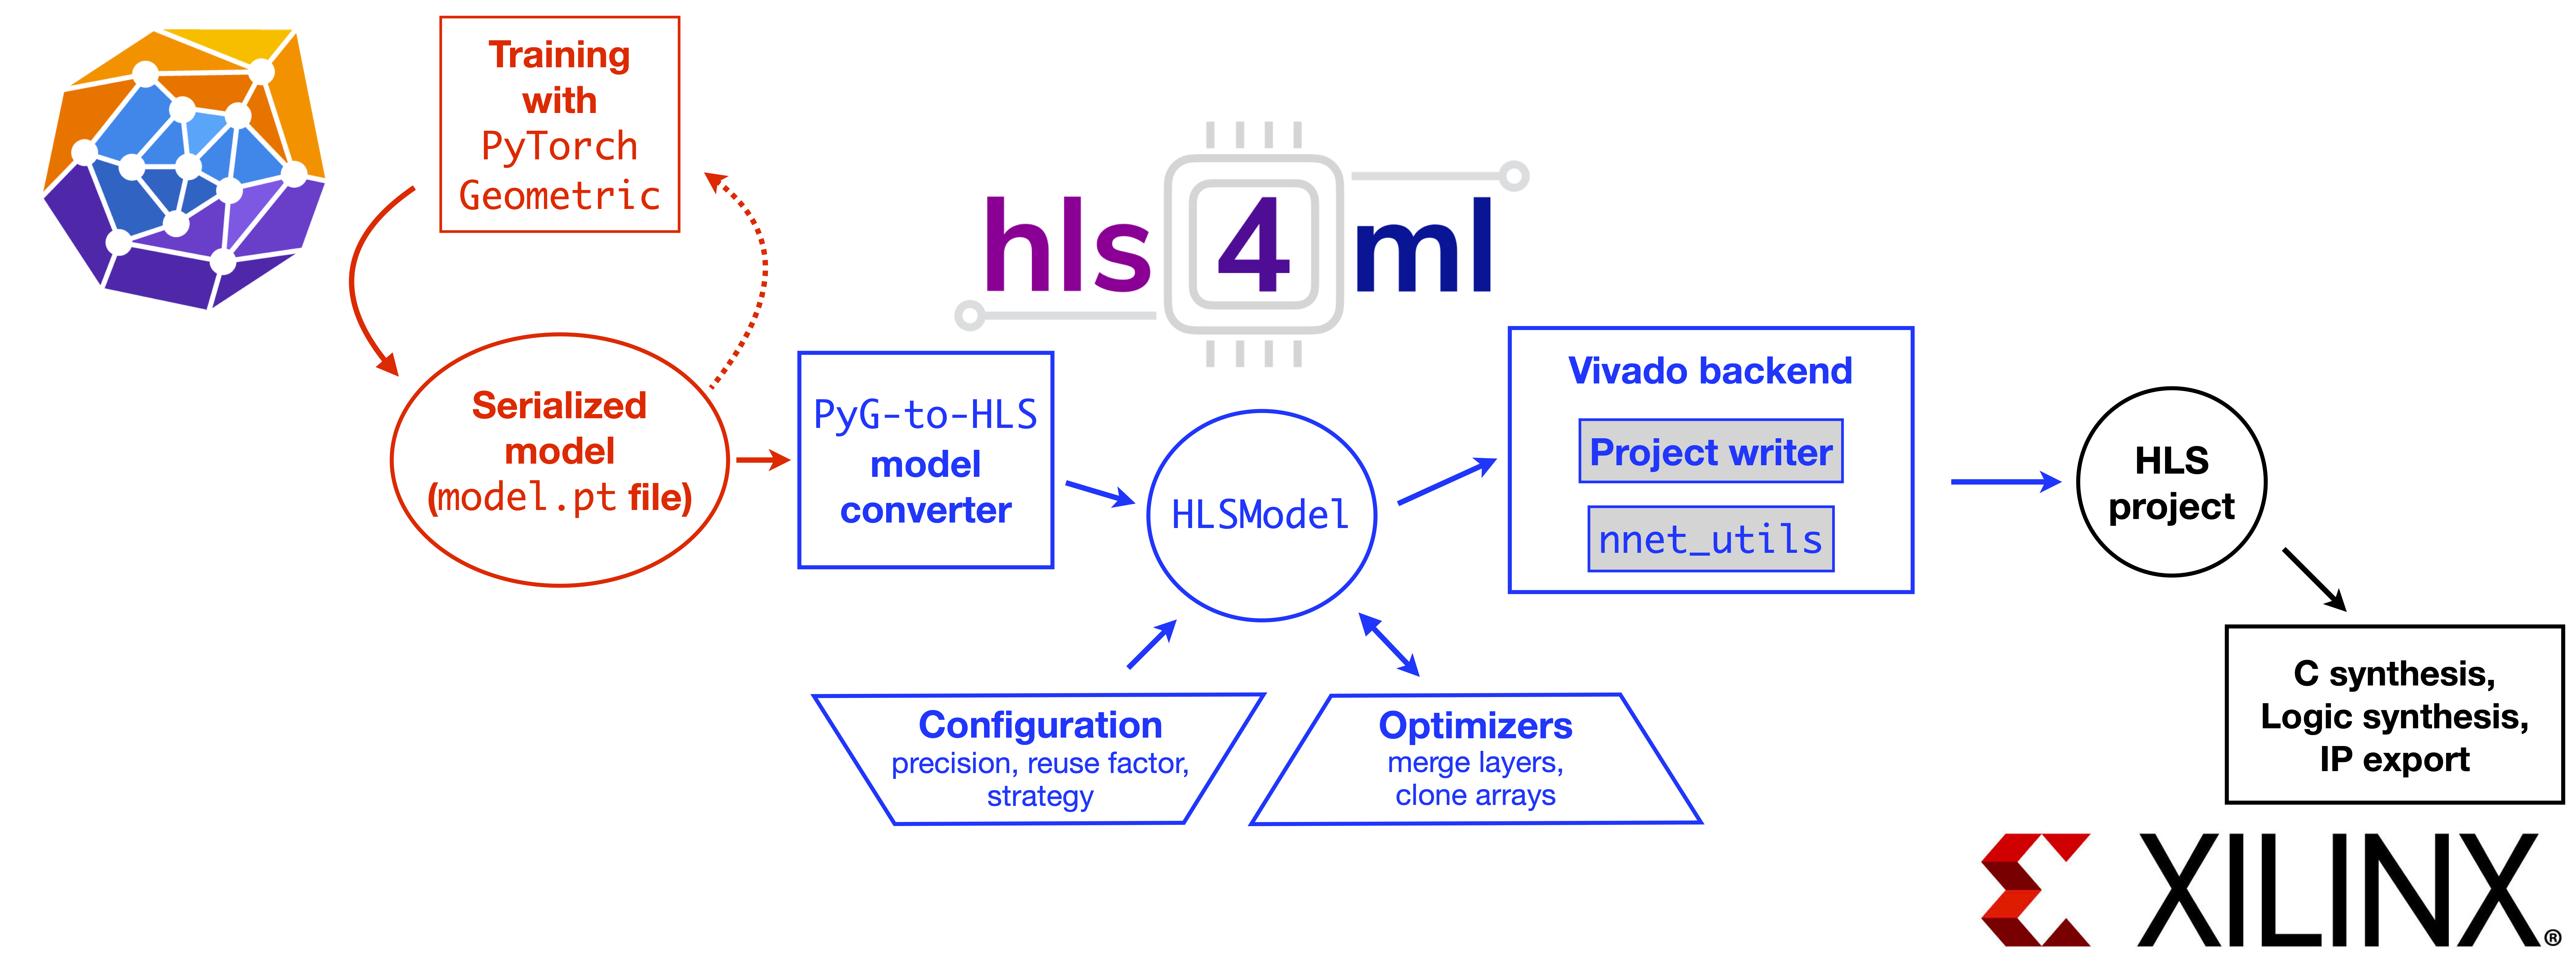 Training
with
PyTorch
Geometric
hls 4 ml
Serialized
model
(model.pt file)
PyG-to-HLS
model
converter
HLSModel
Vivado backend
Project writer
nnet_utils
HLS
project
Configuration
precision, reuse factor,
strategy
Optimizers
merge layers,
clone arrays
C synthesis,
Logic synthesis,
IP export
XILINX®